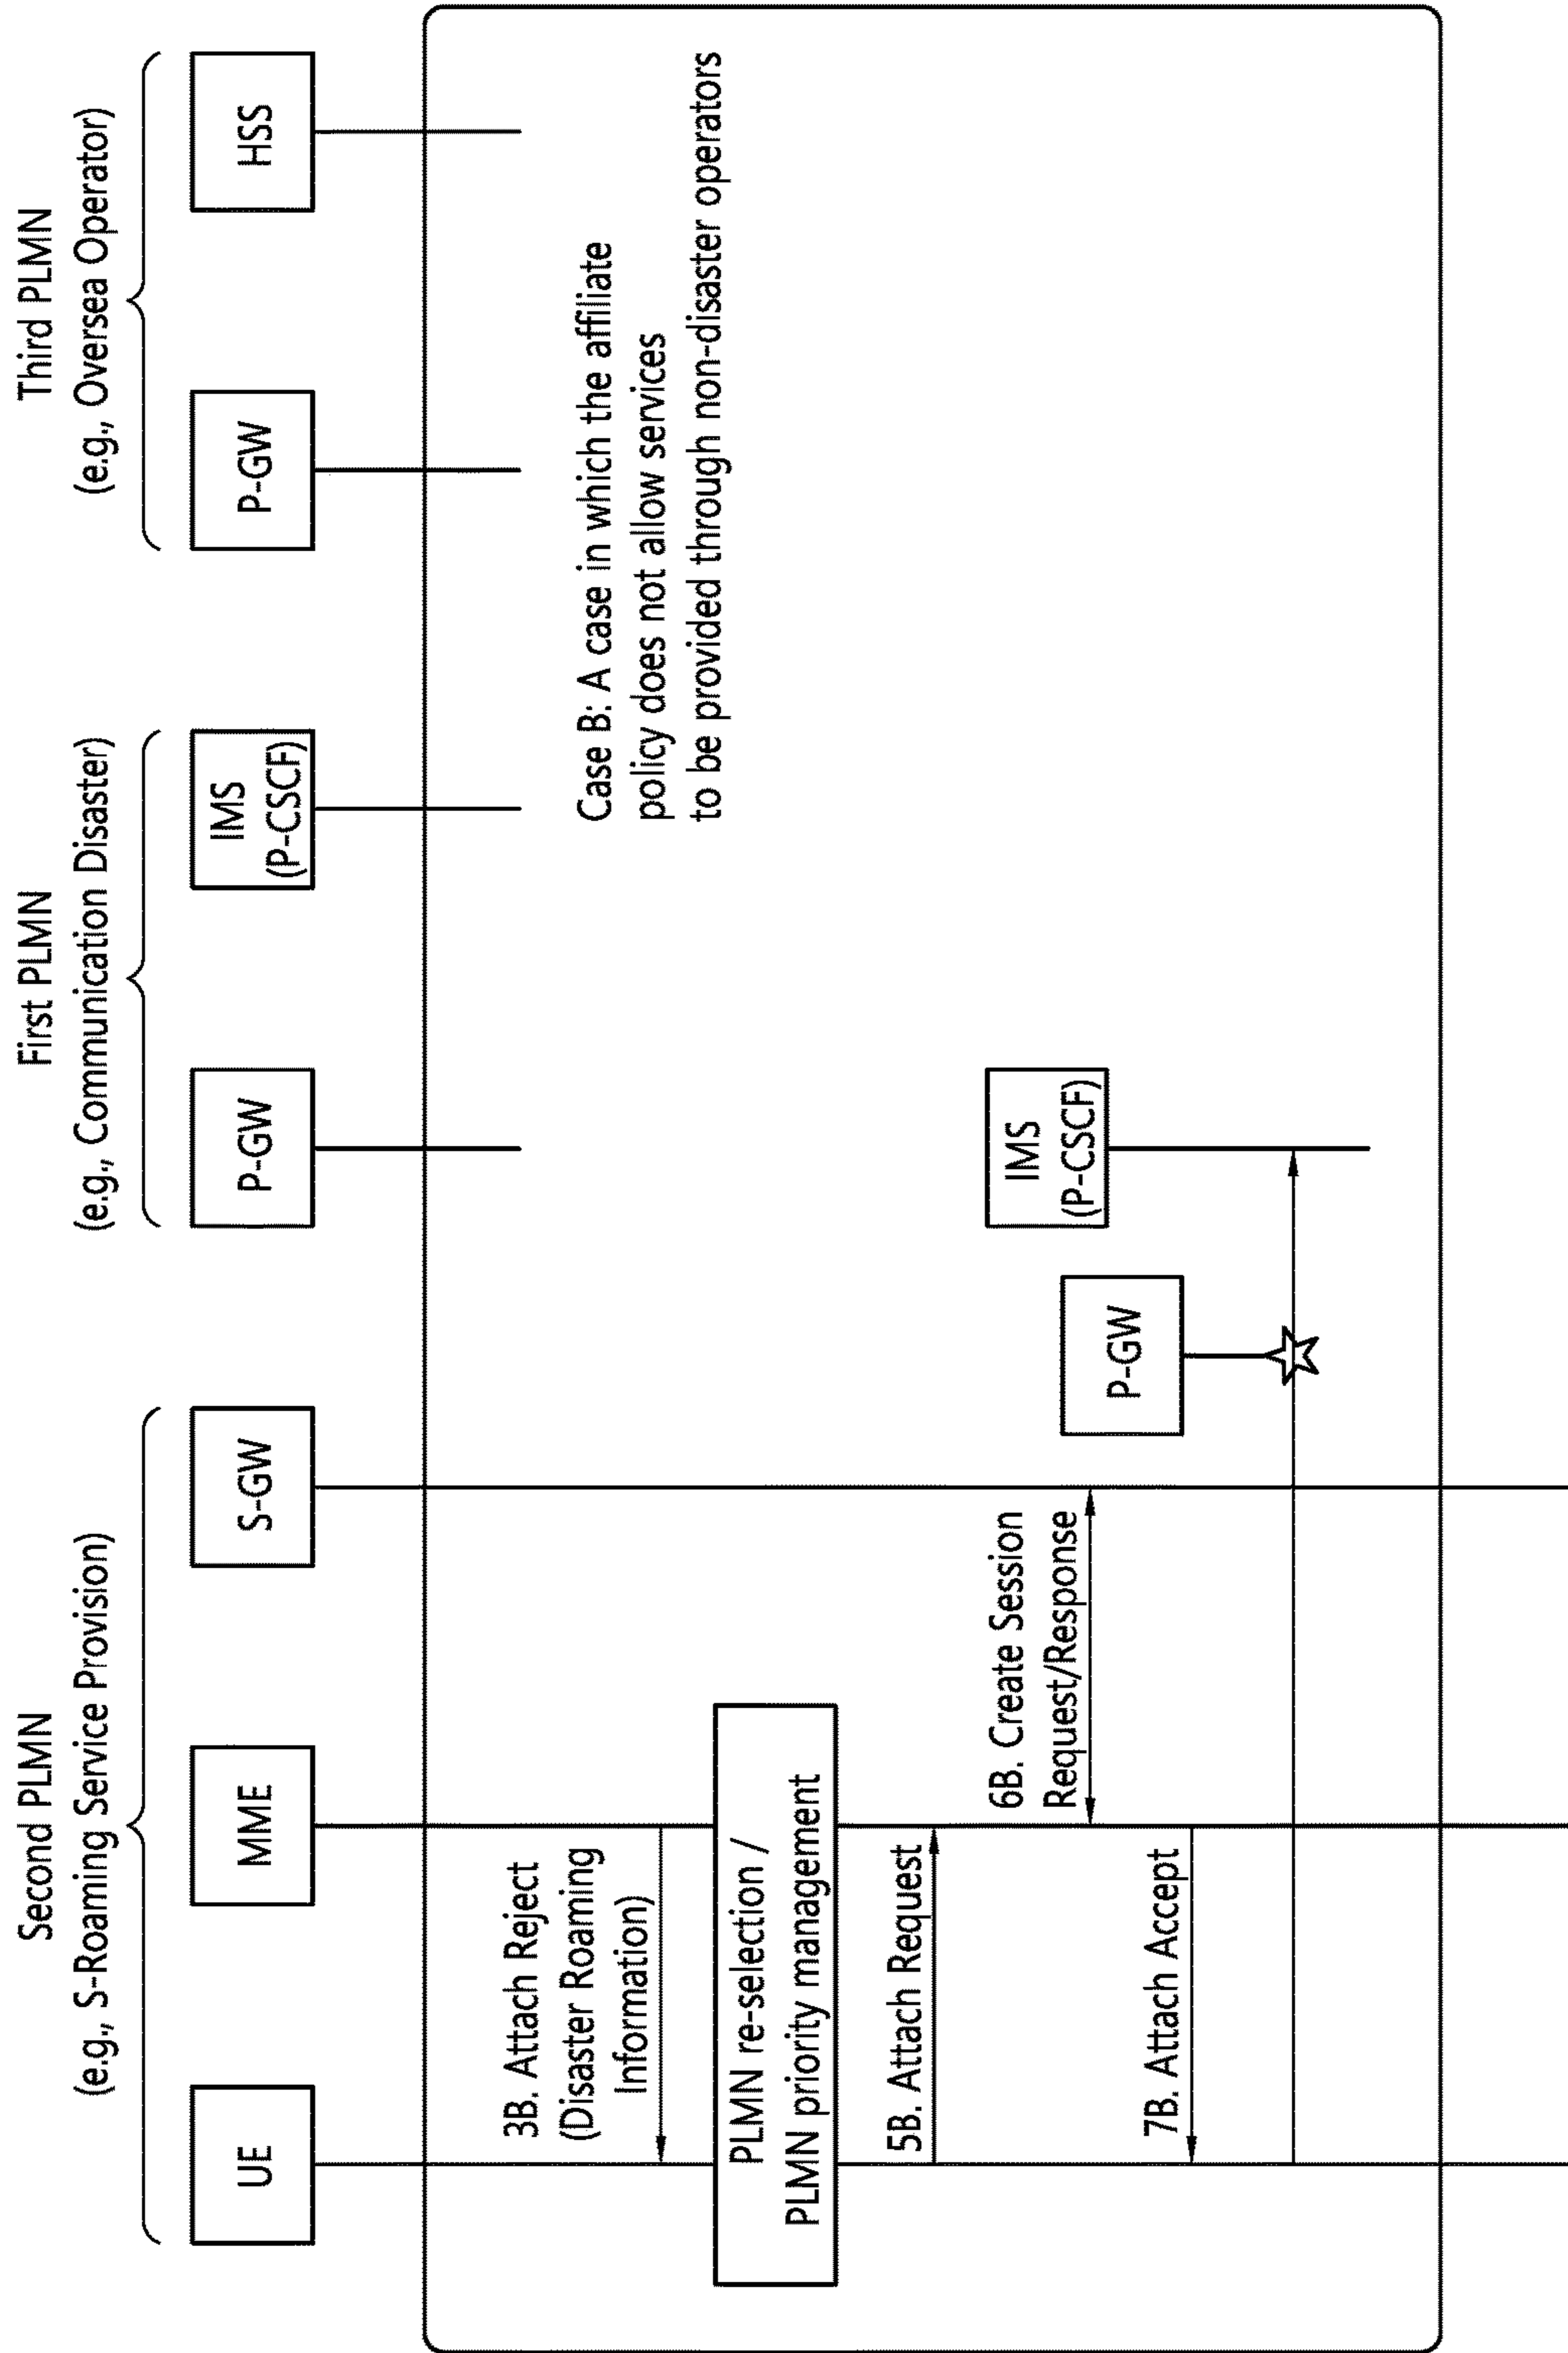 Second PLMN
(e.g., S-Roaming Service Provision)
First PLMN
(e.g., Communication Disaster)
Third PLMN
(e.g., Oversea Operator)
UE
MME
S-GW
P-GW
IMS
(P-CSCF)
P-GW
HSS
3B. Attach Reject
(Disaster Roaming
Information)
Case B: A case in which the affiliate
policy does not allow services
to be provided through non-disaster operators
PLMN re-selection /
PLMN priority management
5B. Attach Request
6B. Create Session
Request/Response
IMS
(P-CSCF)
P-GW
7B. Attach Accept